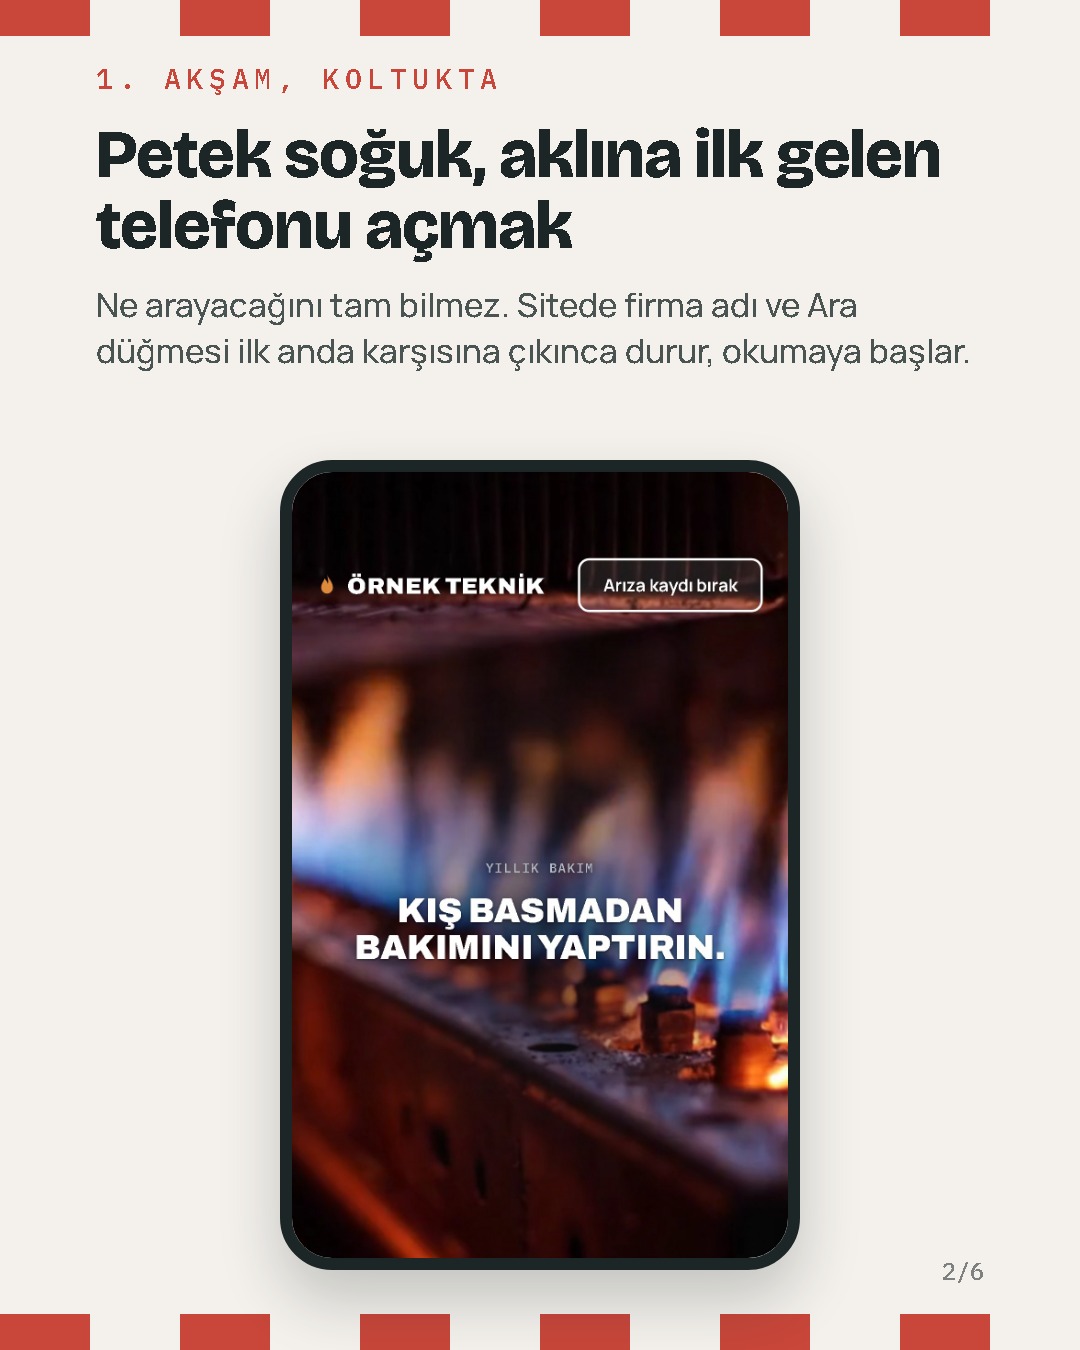 1. AKŞAM, KOLTUKTA
Petek soğuk, aklına ilk gelen
telefonu açmak
Ne arayacağını tam bilmez. Sitede firma adı ve Ara
düğmesi ilk anda karşısına çıkınca durur, okumaya başlar.
ÖRNEK TEKNİK
Arıza kaydı bırak
YILLIK BAKIM
KIŞ BASMADAN
BAKIMINI YAPTIRIN.
2/6